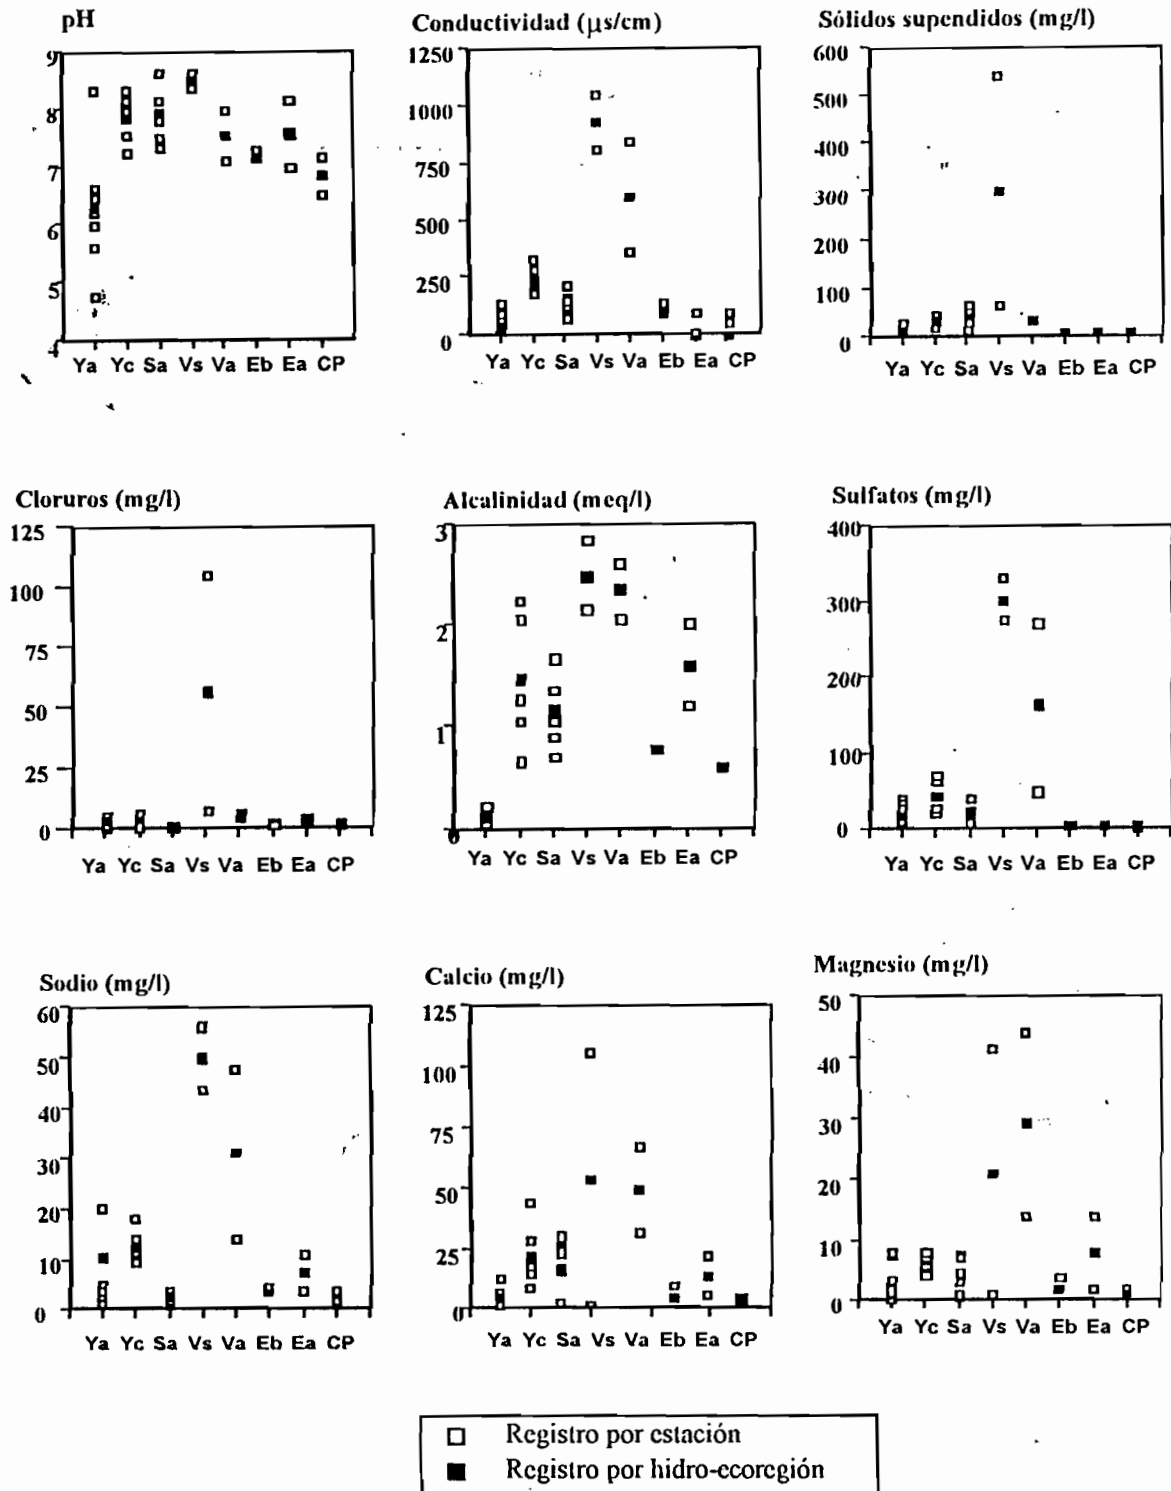 pH
9
8
7
6
5
4
Ya Yc Sa Vs Va Eb Ea CP
Conductividad (μs/cm)
1250
1000
750
500
250
0
Ya Yc Sa Vs Va Eb Ea CP
Sólidos supendidos (mg/l)
600
500
400
300
200
100
0
Ya Yc Sa Vs Va Eb Ea CP
Cloruros (mg/l)
125
100
75
50
25
0
Ya Yc Sa Vs Va Eb Ea CP
Alcalinidad (meq/l)
3
2
1
0
Ya Yc Sa Vs Va Eb Ea CP
Sulfatos (mg/l)
400
300
200
100
0
Ya Yc Sa Vs Va Eb Ea CP
Sodio (mg/l)
60
50
40
30
20
10
0
Ya Yc Sa Vs Va Eb Ea CP
Calcio (mg/l)
125
100
75
50
25
0
Ya Yc Sa Vs Va Eb Ea CP
Magnesio (mg/l)
50
40
30
20
10
0
Ya Yc Sa Vs Va Eb Ea CP
Registro por estación
Registro por hidro-ecoregión